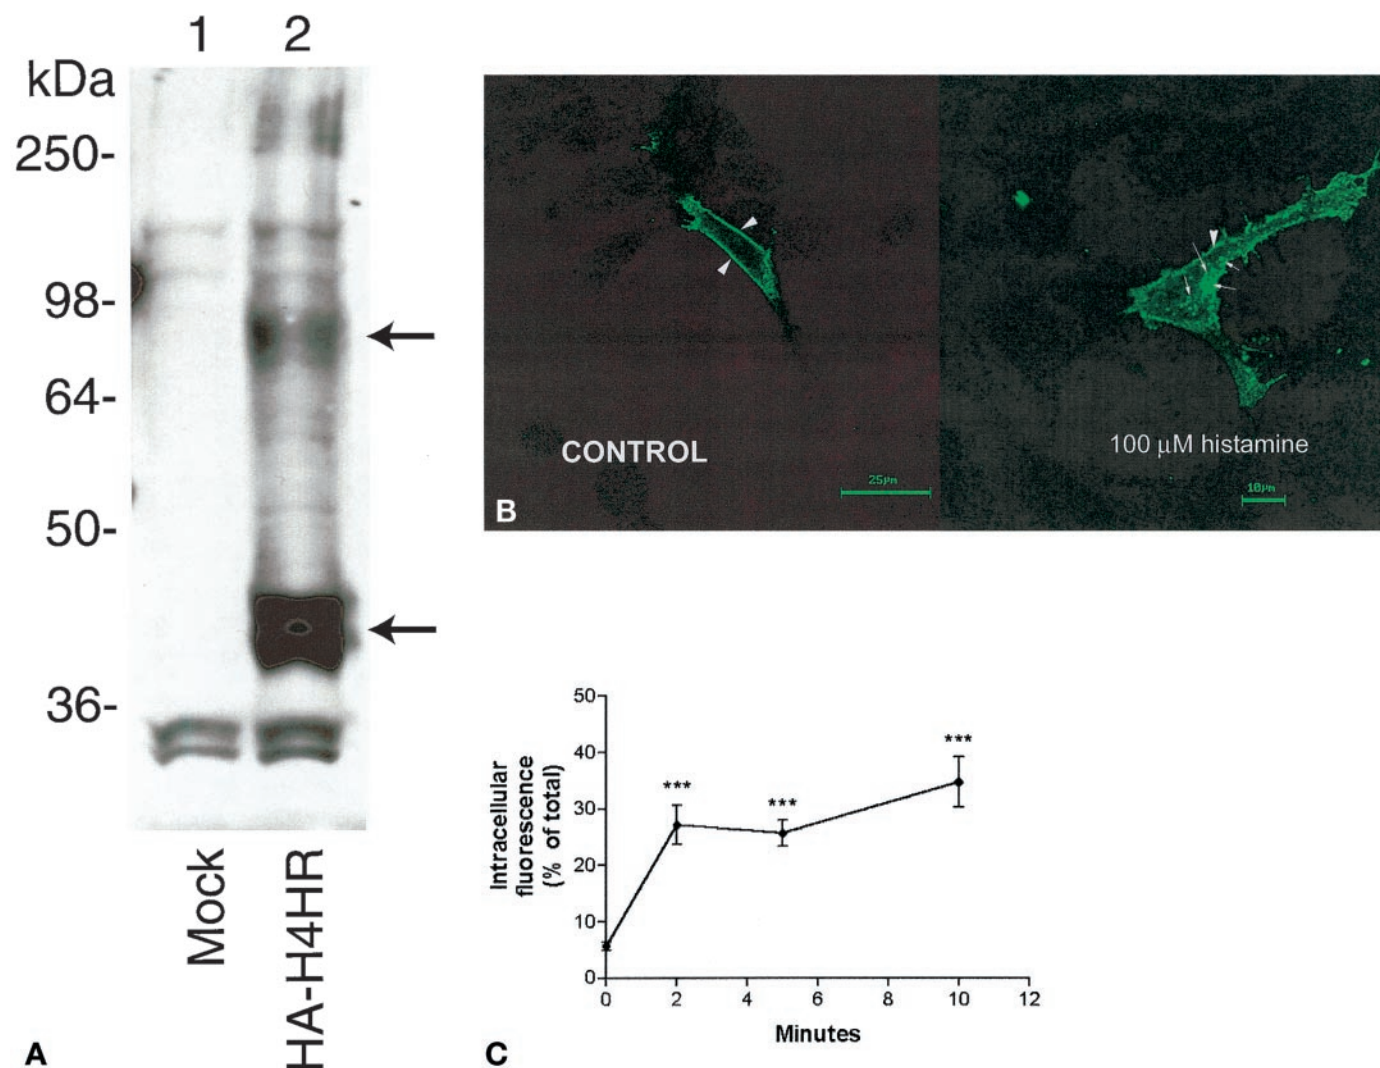 1 2
kDa
250-
98-
64-
50-
36-
Mock
HA-H4HR
A
CONTROL
25µm
100 µM histamine
10µm
B
Intracellular
fluorescence
(% of total)
50
40
30
20
10
0
***
***
***
0 2 4 6 8 10 12
Minutes
C